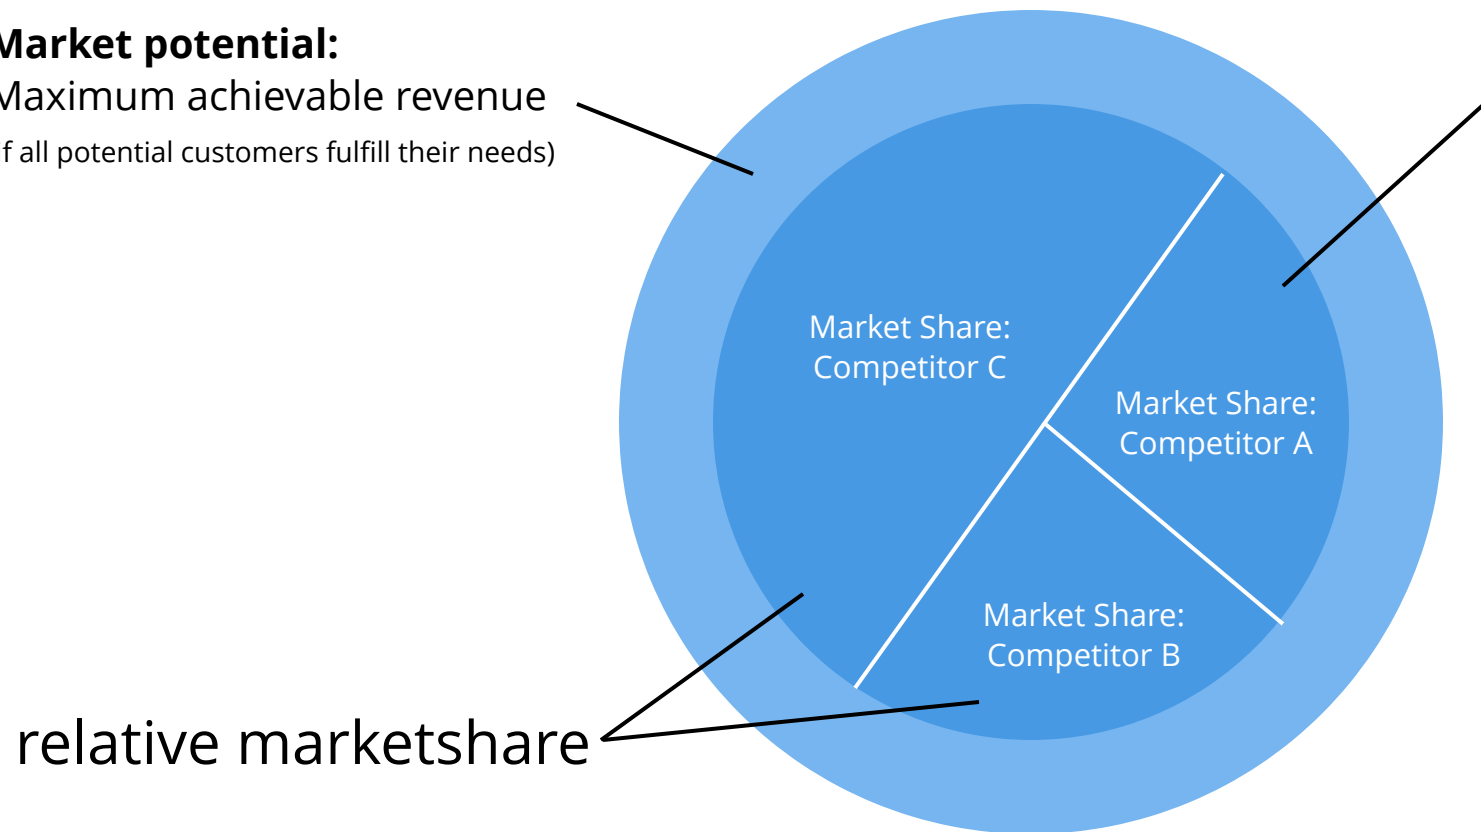 Market potential:
Maximum achievable revenue
if all potential customers fulfill their needs)
Market Share:
Competitor C
Market Share:
Competitor A
Market Share:
Competitor B
relative marketshare